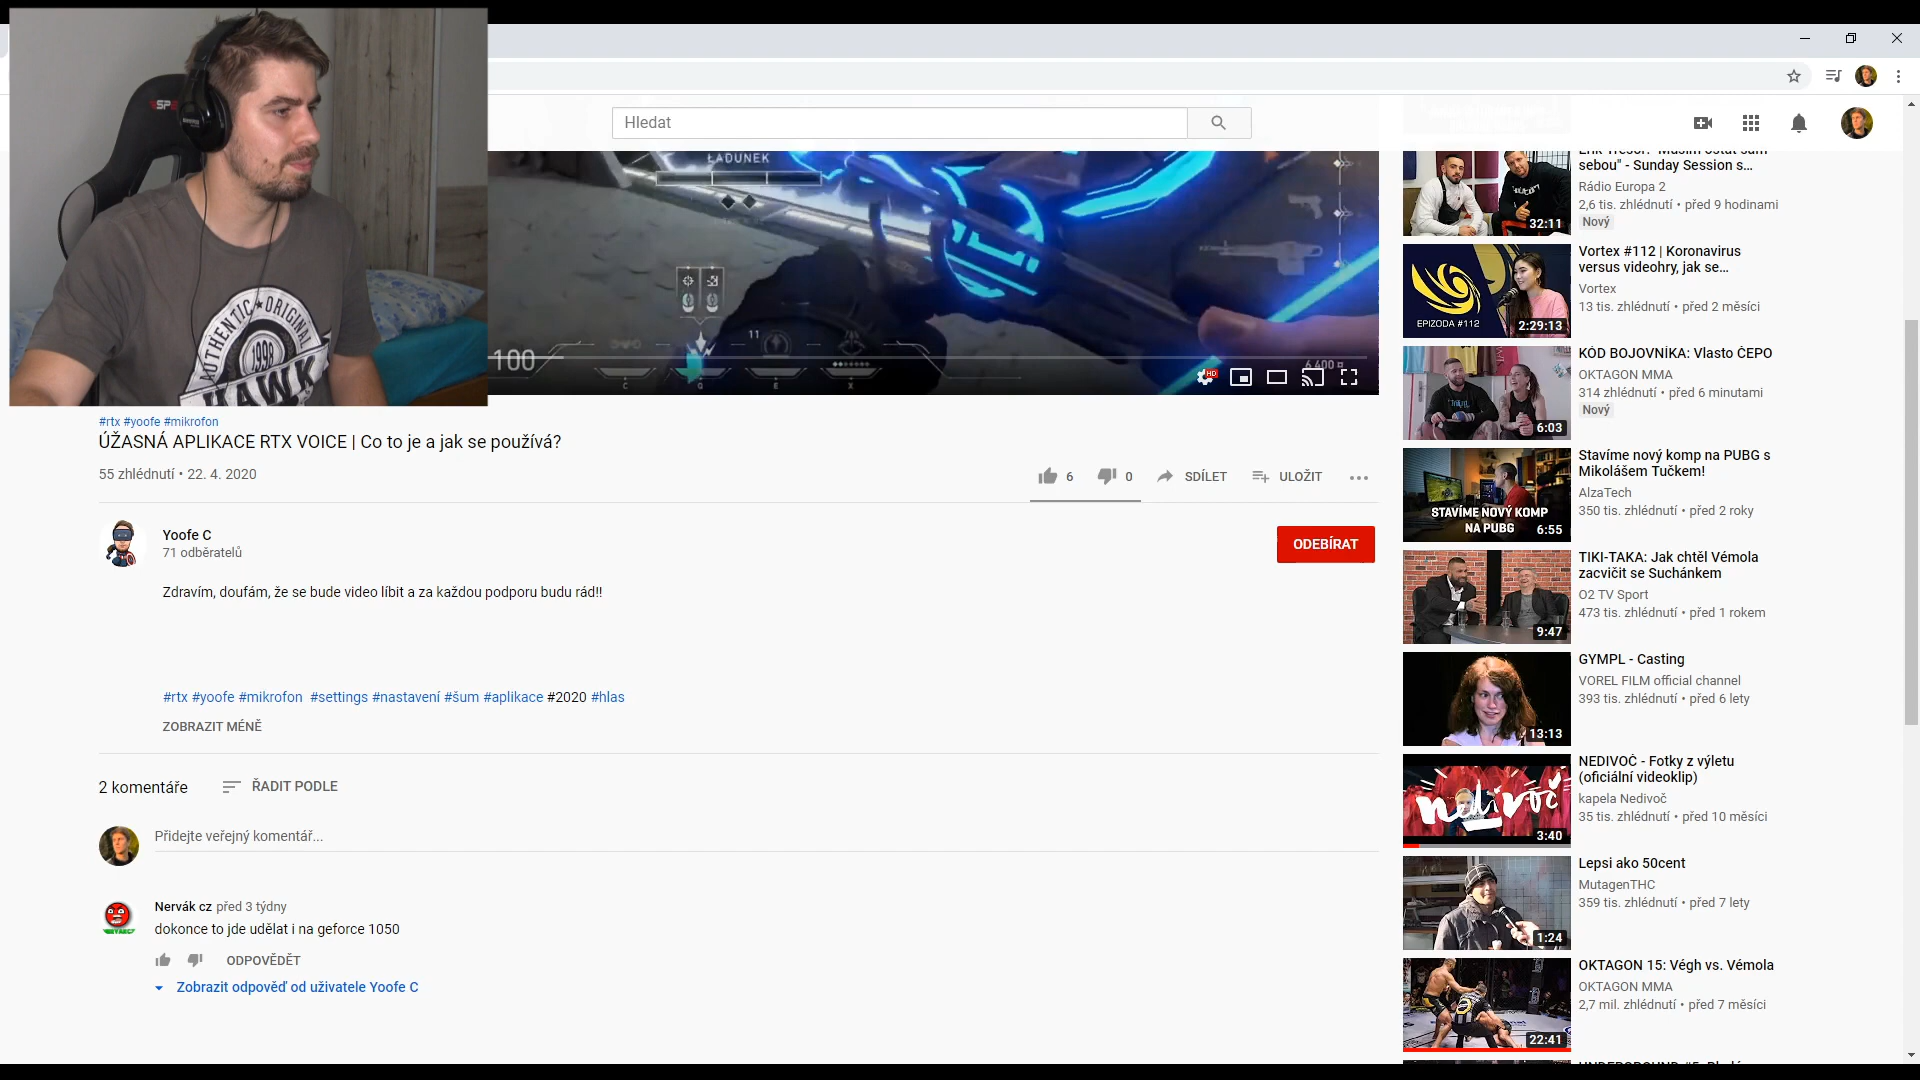 AUTHENTIC ★ ORIGINAL
1998
HAWK
Hledat
ŁADUNEK
100
11
C
Q
E
X
HD
#rtx #yoofe #mikrofon
ÚŽASNÁ APLIKACE RTX VOICE | Co to je a jak se používá?
55 zhlédnutí • 22. 4. 2020
6
0
SDÍLET
ULOŽIT
Yoofe C
71 odběratelů
ODEBÍRAT
Zdravím, doufám, že se bude video líbit a za každou podporu budu rád!!
#rtx #yoofe #mikrofon #settings #nastavení #šum #aplikace #2020 #hlas
ZOBRAZIT MÉNĚ
2 komentáře
ŘADIT PODLE
Přidejte veřejný komentář...
Nervák cz před 3 týdny
dokonce to jde udělat i na geforce 1050
ODPOVĚDĚT
Zobrazit odpověď od uživatele Yoofe C
sebou" - Sunday Session s...
Rádio Europa 2
2,6 tis. zhlédnutí • před 9 hodinami
Nový
32:11
Vortex #112 | Koronavirus
versus videohry, jak se...
Vortex
13 tis. zhlédnutí • před 2 měsíci
EPIZODA #112
2:29:13
KÓD BOJOVNÍKA: Vlasto ČEPO
OKTAGON MMA
314 zhlédnutí • před 6 minutami
Nový
6:03
Stavíme nový komp na PUBG s
Mikolášem Tučkem!
AlzaTech
350 tis. zhlédnutí • před 2 roky
STAVÍME NOVÝ KOMP
NA PUBG
6:55
TIKI-TAKA: Jak chtěl Vémola
zacvičit se Suchánkem
O2 TV Sport
473 tis. zhlédnutí • před 1 rokem
9:47
GYMPL - Casting
VOREL FILM official channel
393 tis. zhlédnutí • před 6 lety
13:13
NEDIVOČ - Fotky z výletu
(oficiální videoklip)
kapela Nedivoč
35 tis. zhlédnutí • před 10 měsíci
nedivoč
3:40
Lepsi ako 50cent
MutagenTHC
359 tis. zhlédnutí • před 7 lety
1:24
OKTAGON 15: Végh vs. Vémola
OKTAGON MMA
2,7 mil. zhlédnutí • před 7 měsíci
22:41